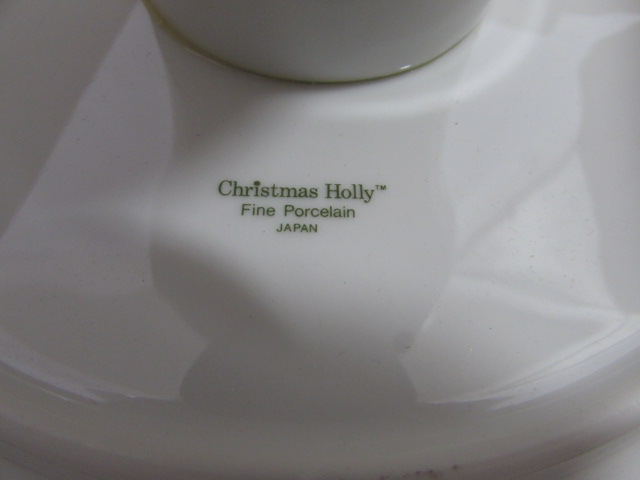 Christmas Holly™
Fine Porcelain
JAPAN